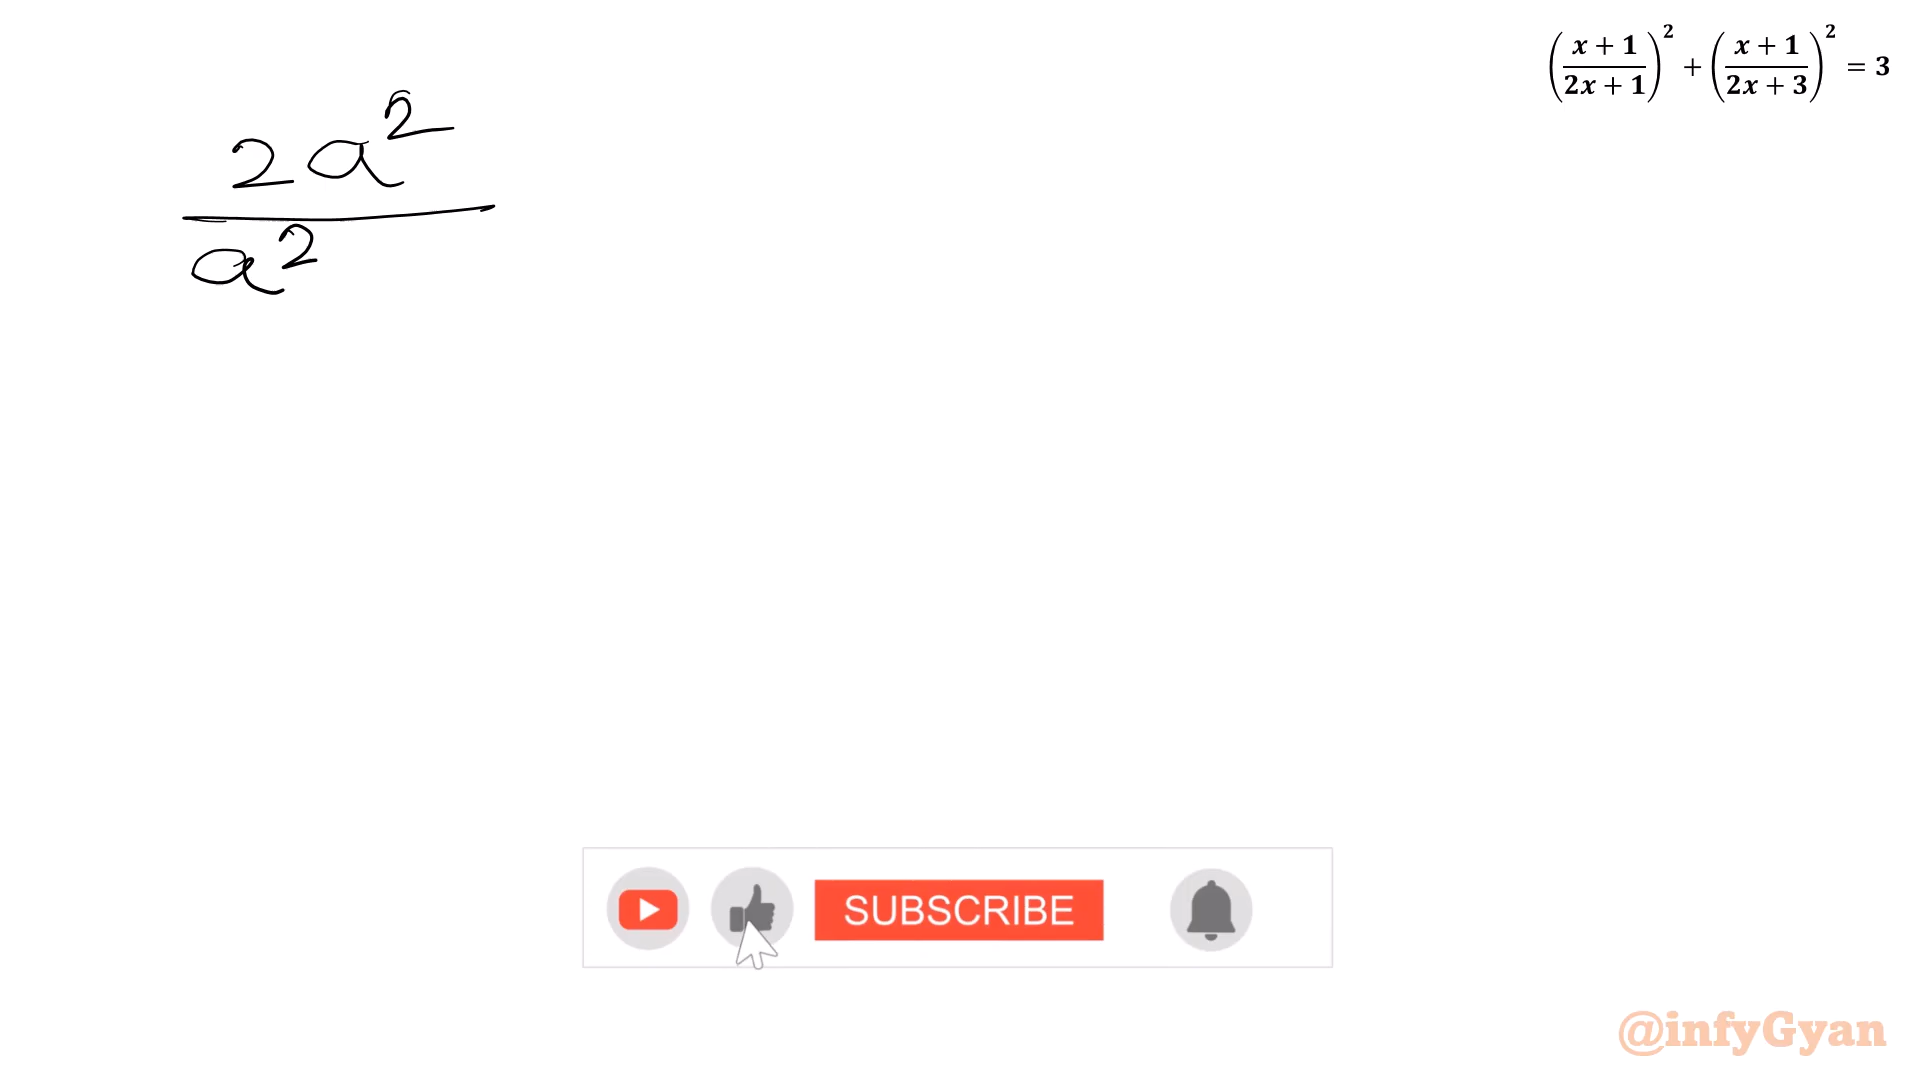 (x + 1 / 2x + 1)² + (x + 1 / 2x + 3)² = 3
2a²
a²
SUBSCRIBE
@infyGyan